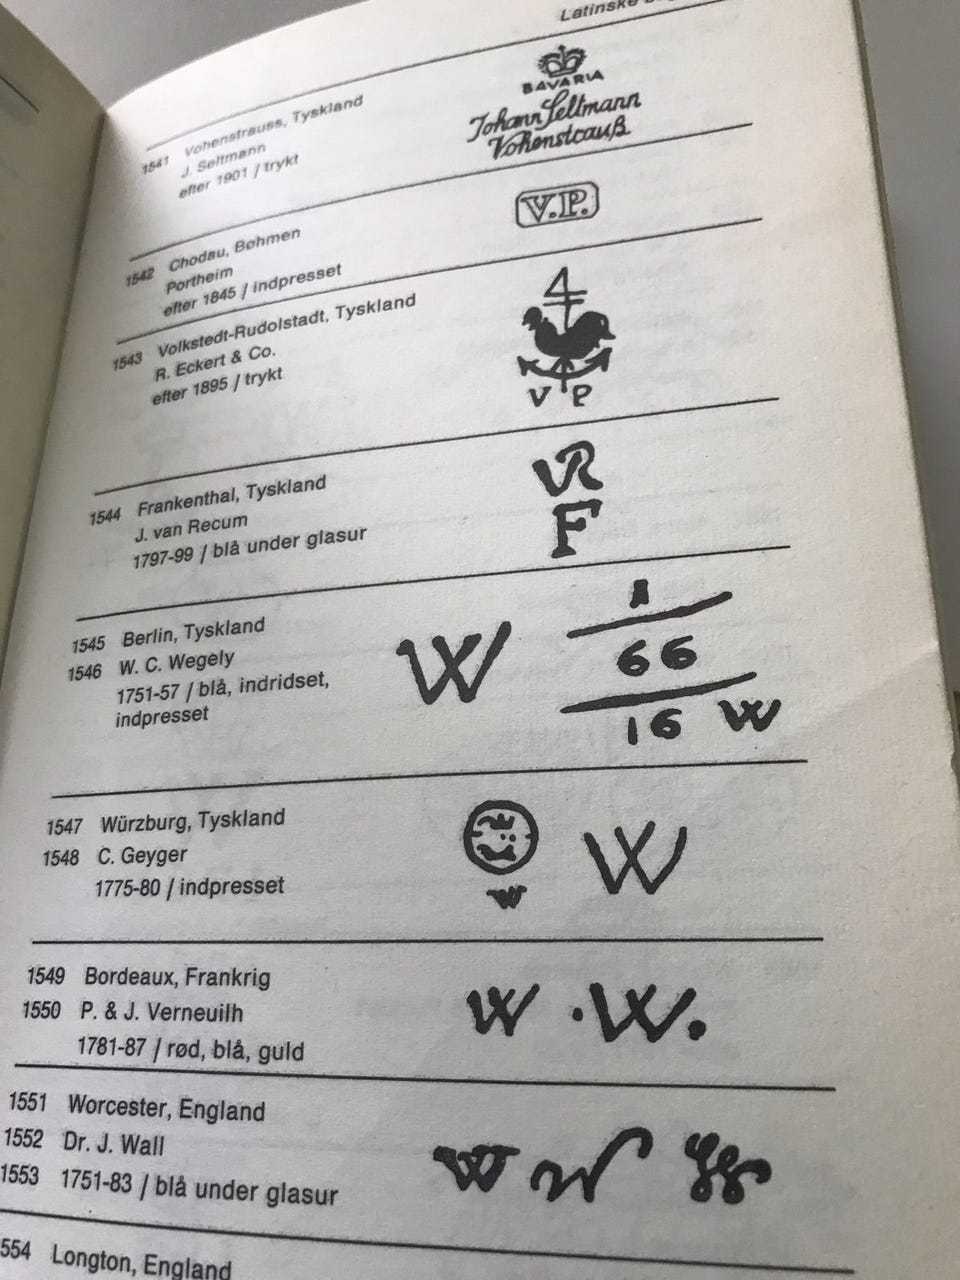 Latinske
1541 Vohenstrauss, Tyskland
J. Seltmann
efter 1901 / trykt
BAVARIA
Johann Seltmann
Vohenstrauß
1542 Chodau, Bøhmen
Portheim
efter 1845 / indpresset
V.P.
1543 Volkstedt-Rudolstadt, Tyskland
R. Eckert & Co.
efter 1895 / trykt
4
V P
1544 Frankenthal, Tyskland
J. van Recum
1797-99 / blå under glasur
VR
F
1545 Berlin, Tyskland
1546 W. C. Wegely
1751-57 / blå, indridset,
indpresset
W
1
66
16 W
1547 Würzburg, Tyskland
1548 C. Geyger
1775-80 / indpresset
W
W
1549 Bordeaux, Frankrig
1550 P. & J. Verneuilh
1781-87 / rød, blå, guld
W .W.
1551 Worcester, England
1552 Dr. J. Wall
1553 1751-83 / blå under glasur
W W
554 Longton, England